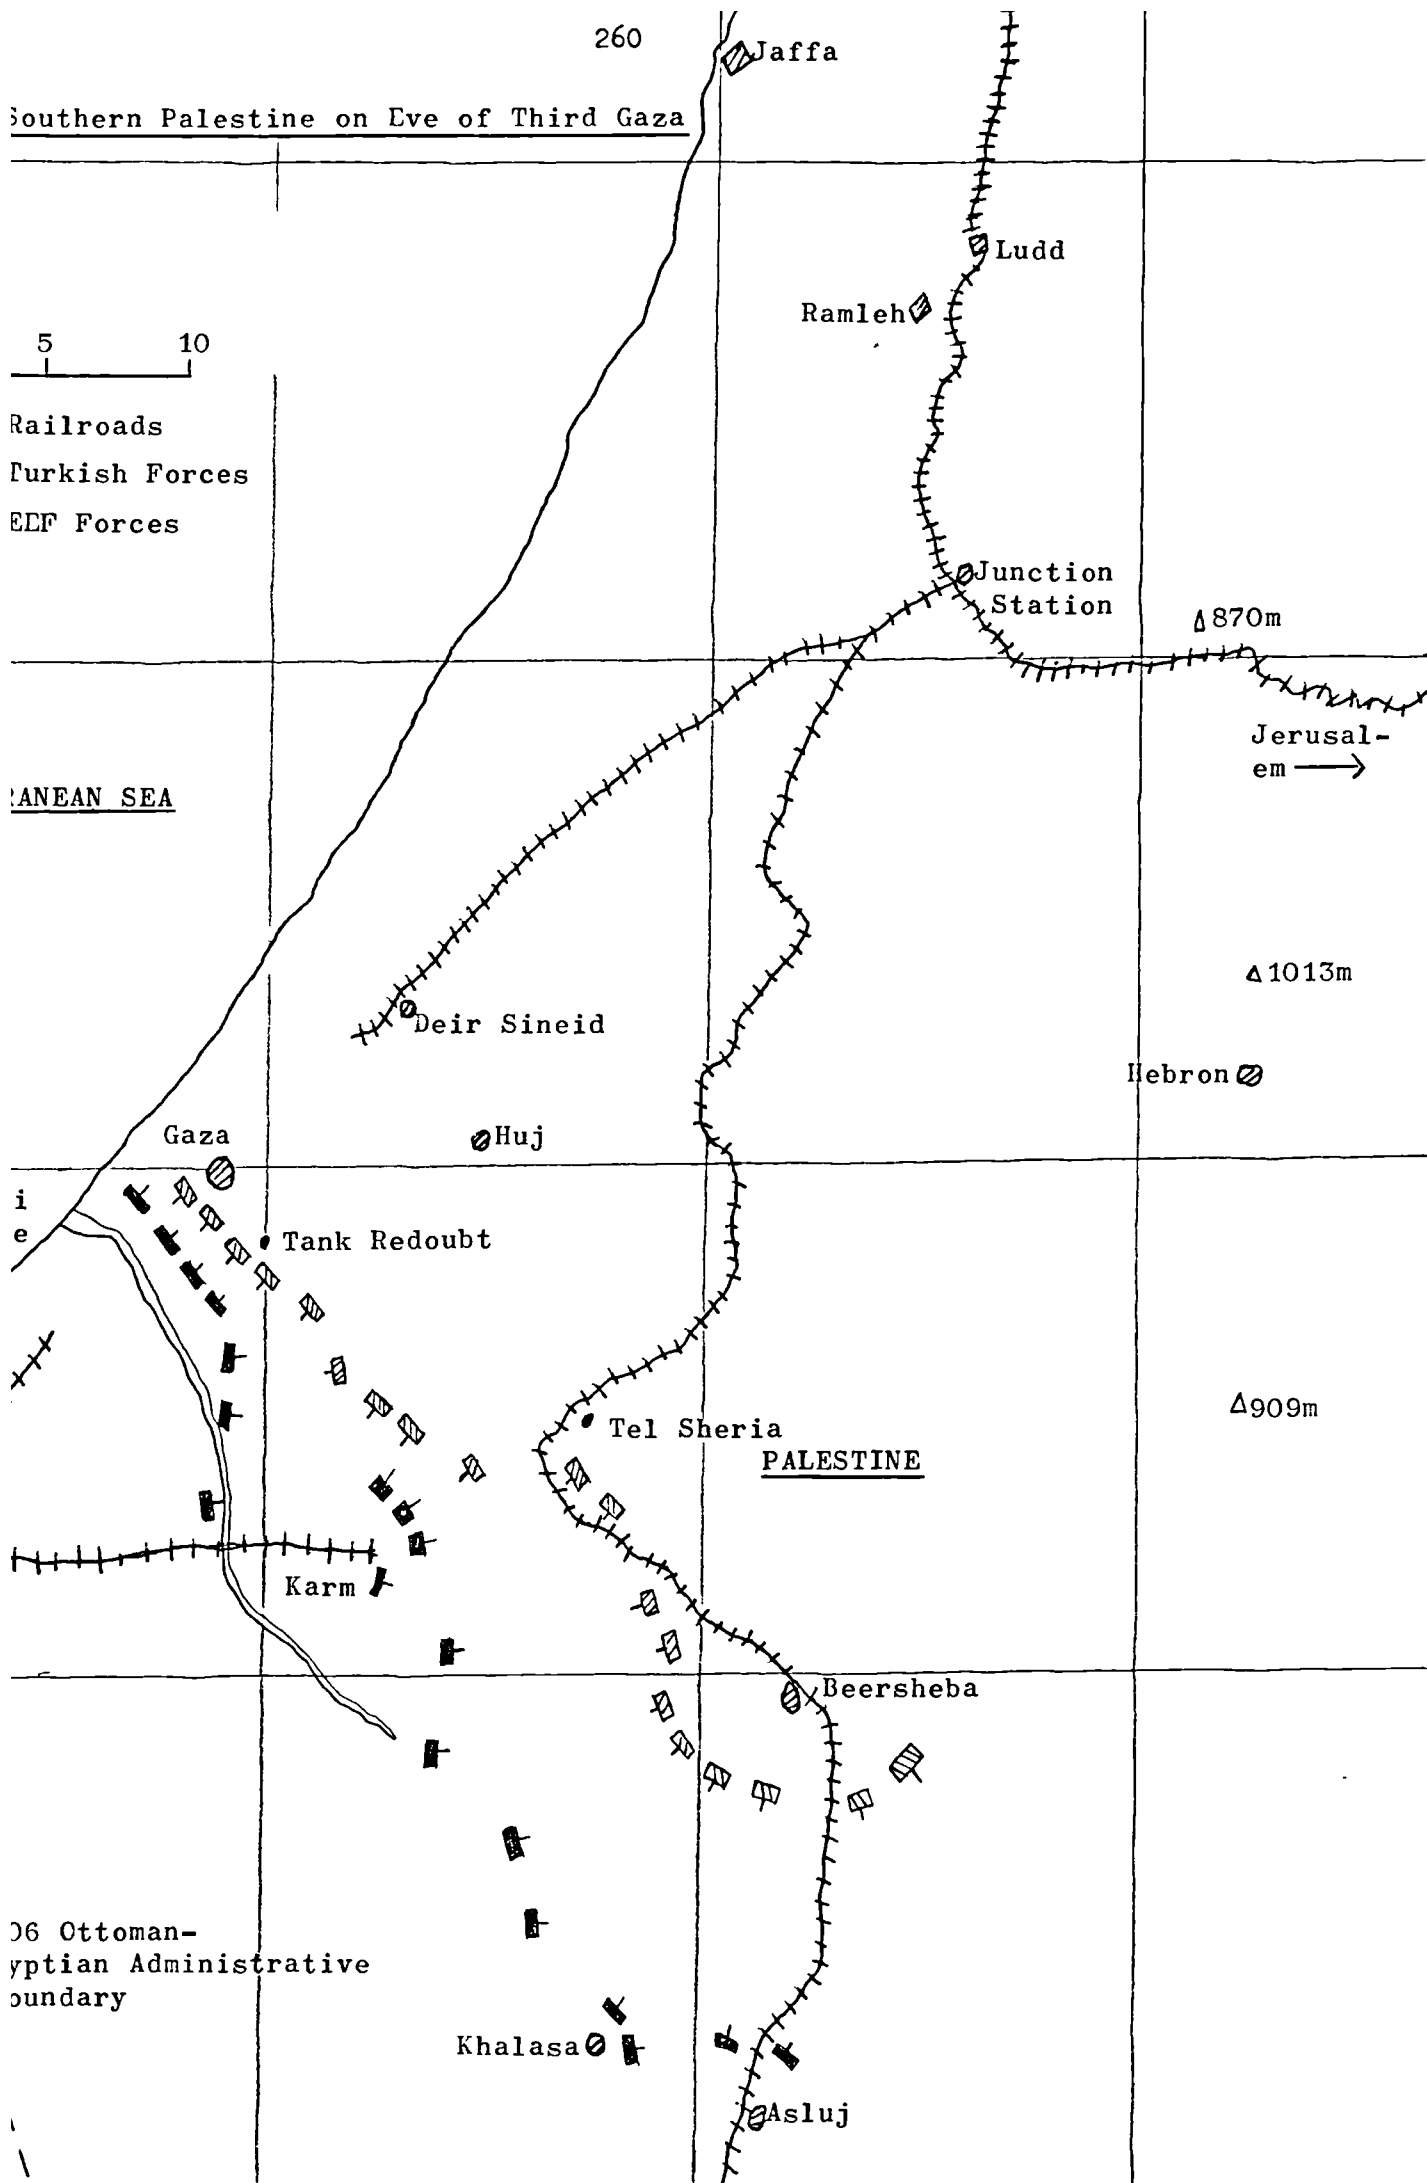 260
Jaffa
Southern Palestine on Eve of Third Gaza
Ludd
Ramleh
5 10
Railroads
Turkish Forces
EEF Forces
Junction
Station
870m
Jerusal-
em
RANEAN SEA
1013m
Deir Sineid
Hebron
Gaza
Huj
i
e
Tank Redoubt
909m
Tel Sheria
PALESTINE
Karm
Beersheba
06 Ottoman-
yptian Administrative
oundary
Khalasa
Asluj